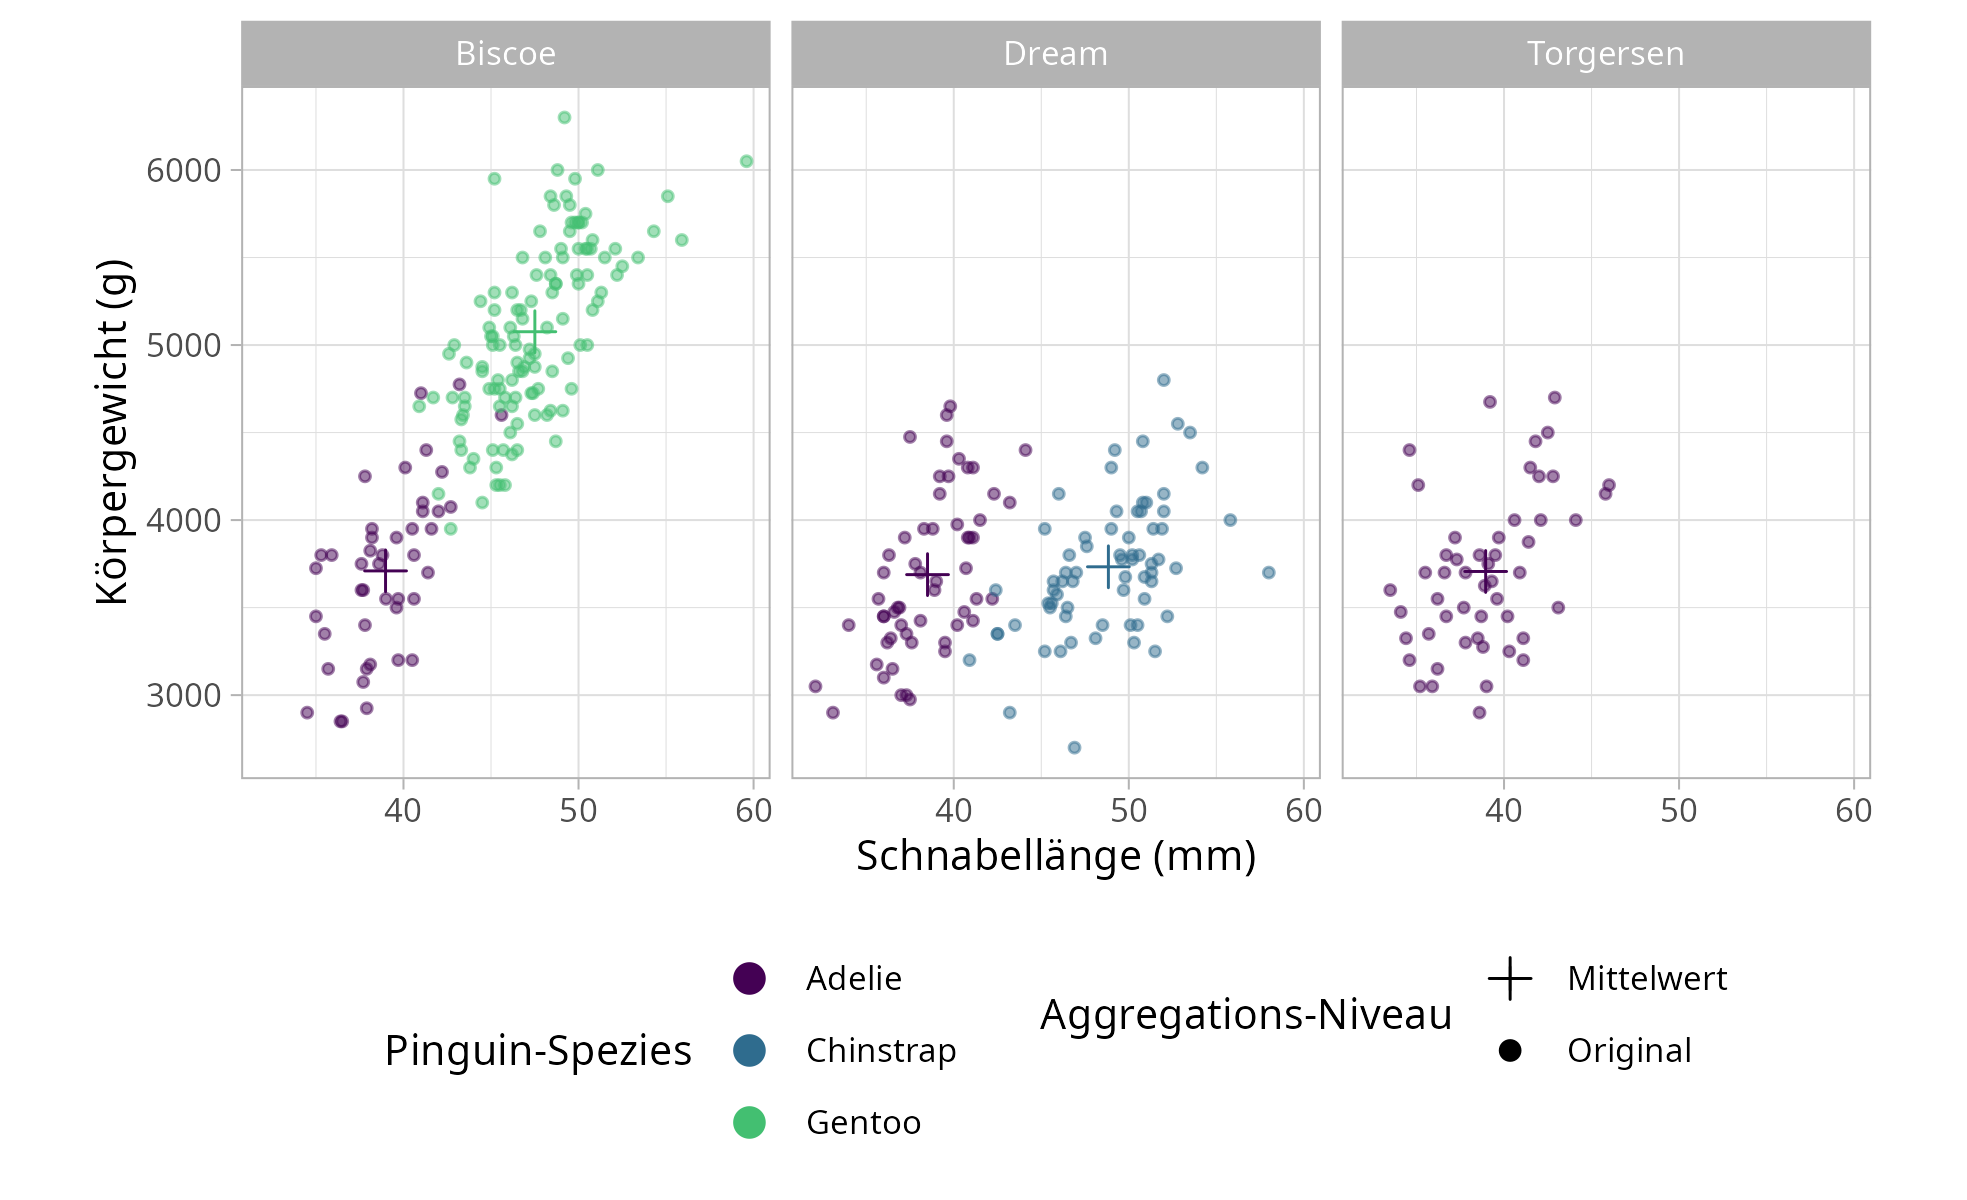 Biscoe
Dream
Torgersen
Körpergewicht (g)
6000
5000
4000
3000
40 50 60
40 50 60
40 50 60
Schnabellänge (mm)
Pinguin-Spezies
Adelie
Chinstrap
Gentoo
Aggregations-Niveau
Mittelwert
Original